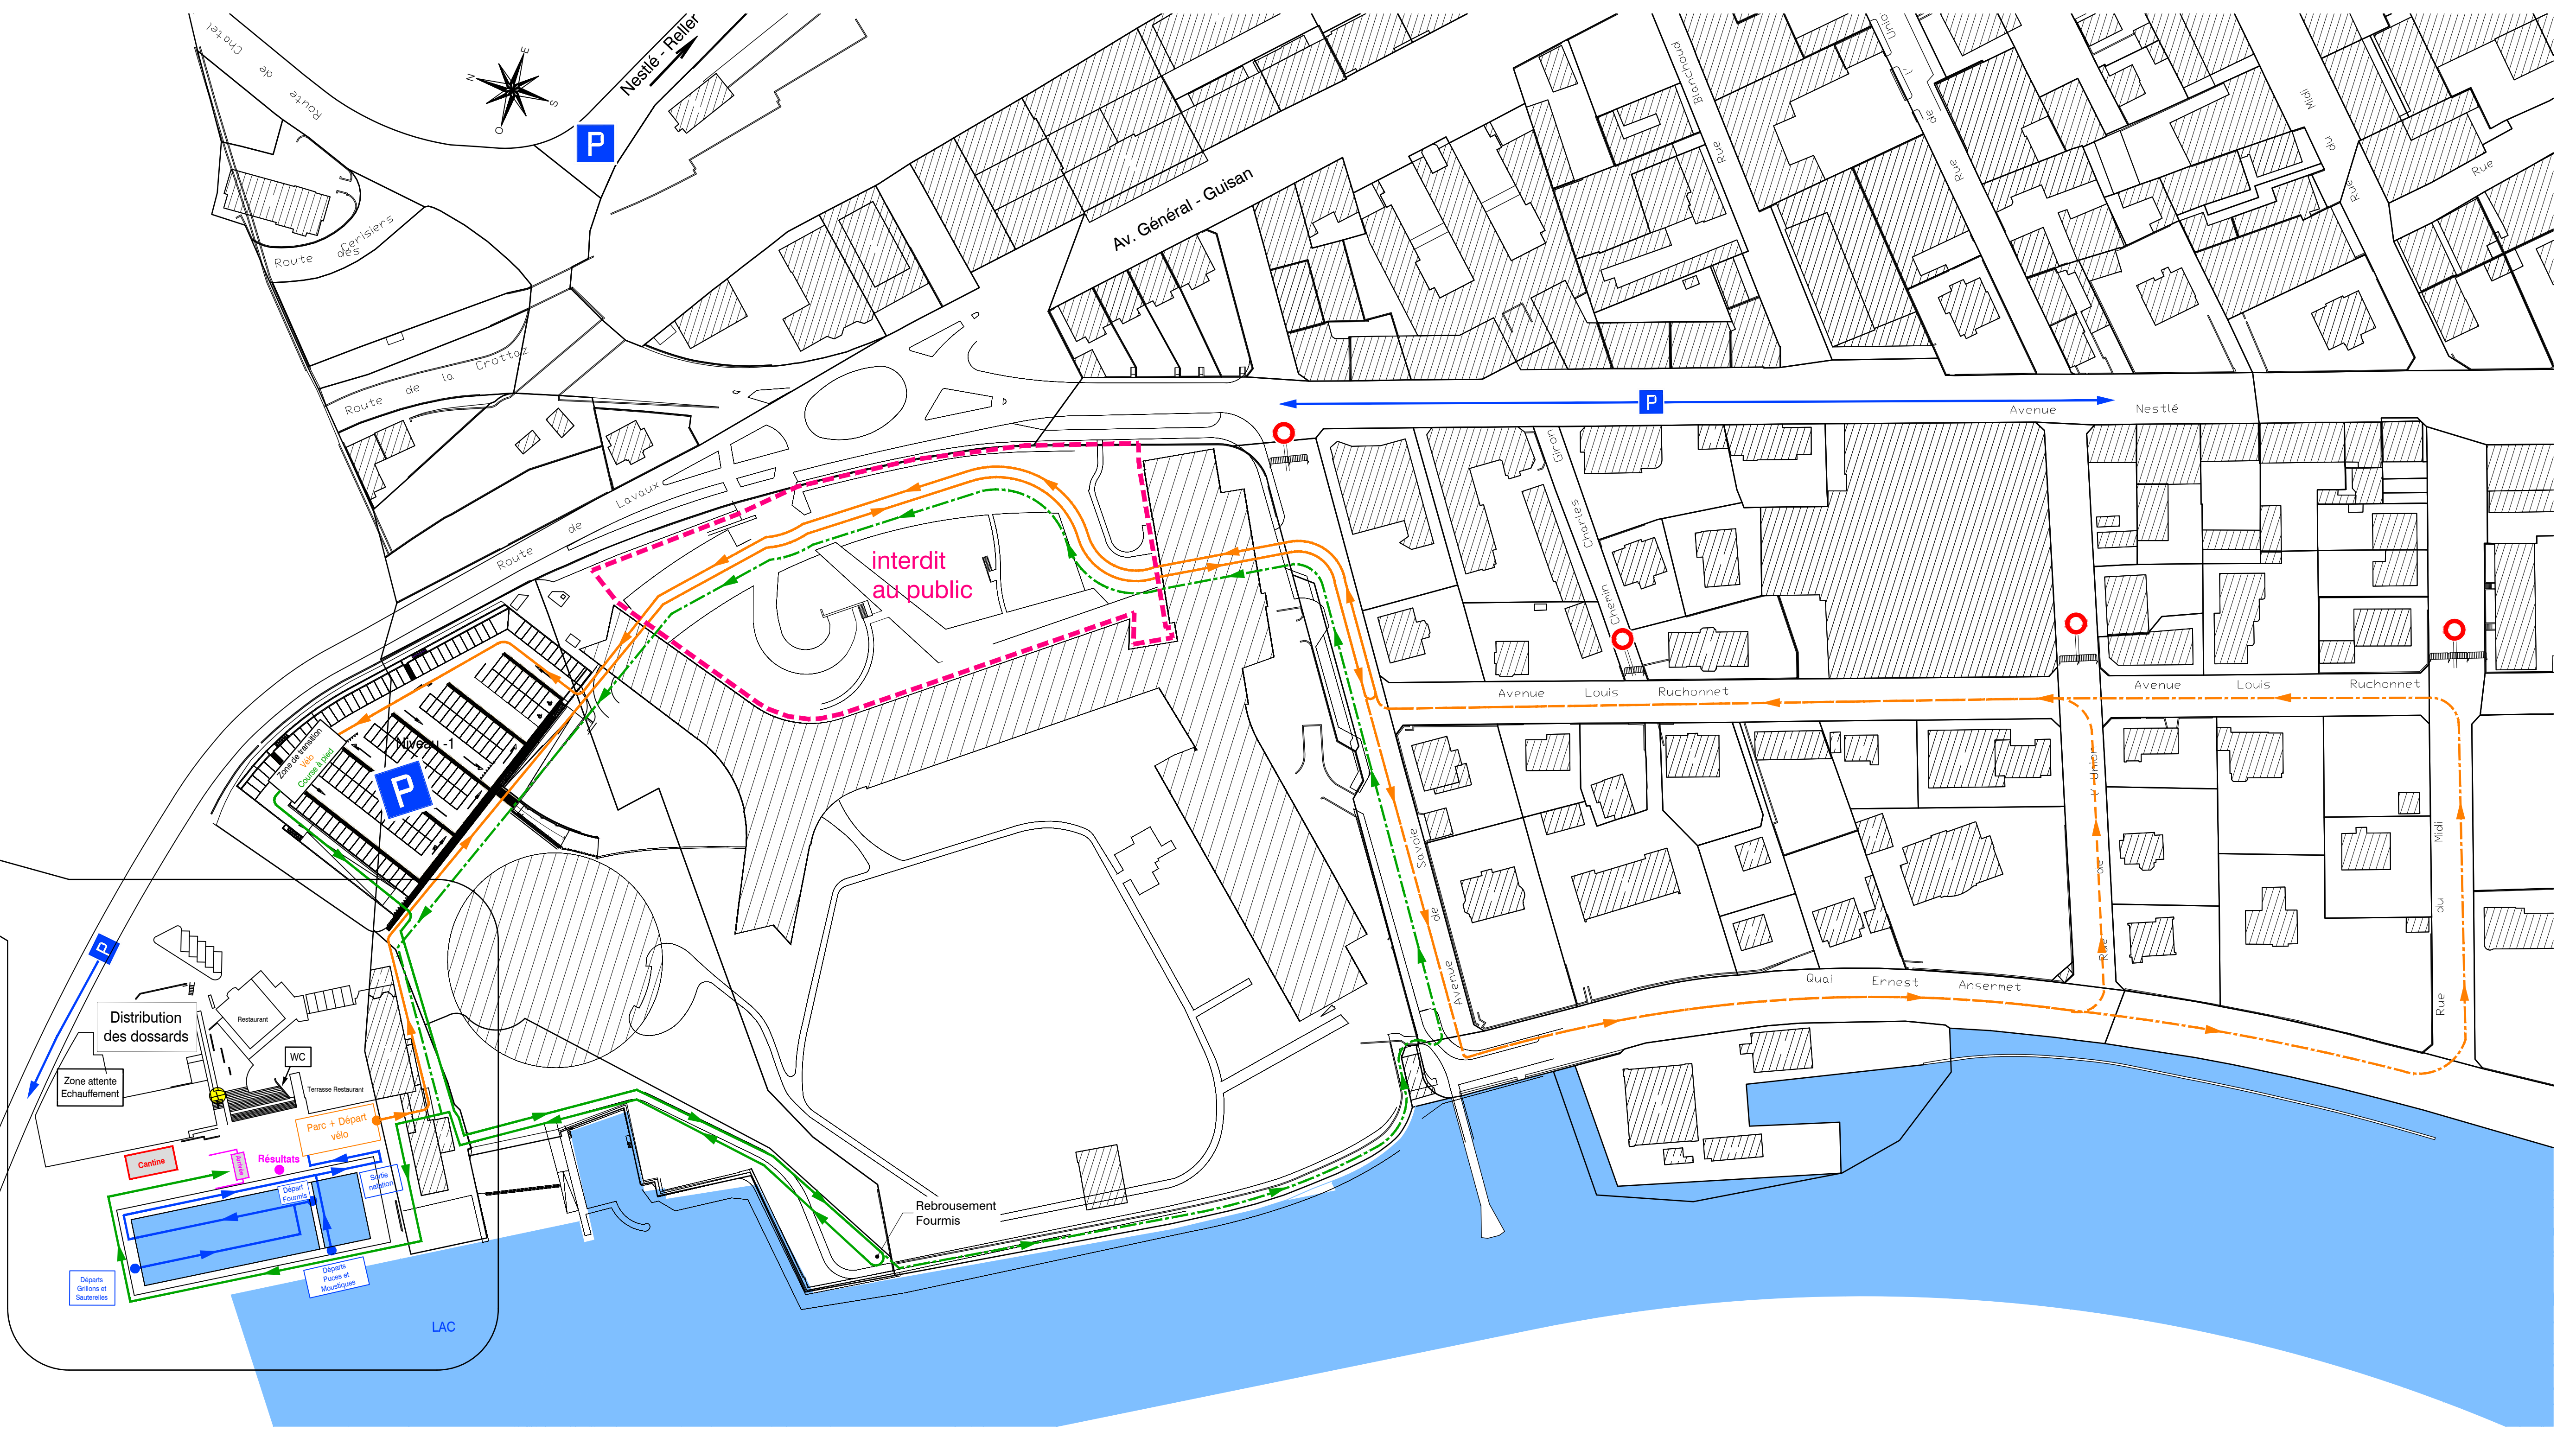 Route de Chatel
N
E
S
O
Nestlé - Reller
P
Route des Cerisiers
Route de la Crottaz
Route de Lavaux
Av. Général - Guisan
Rue Blanchoud
Rue de l'Union
Rue du Midi
Rue
P
Avenue Nestlé
Chemin Charles Giron
interdit
au public
Avenue Louis Ruchonnet
Avenue Louis Ruchonnet
Zone de transition
Vélo
Course à pied
Niveau -1
P
Avenue de Savoie
Rue de l'Union
Rue du Midi
Quai Ernest Ansermet
P
Distribution
des dossards
Restaurant
WC
Zone attente
Echauffement
Terrasse Restaurant
Parc + Départ
vélo
Cantine
Arrivée
Résultats
Sortie
natation
Départ
Fourmis
Départs
Grillons et
Sauterelles
Départs
Puces et
Moustiques
Rebrousement
Fourmis
LAC